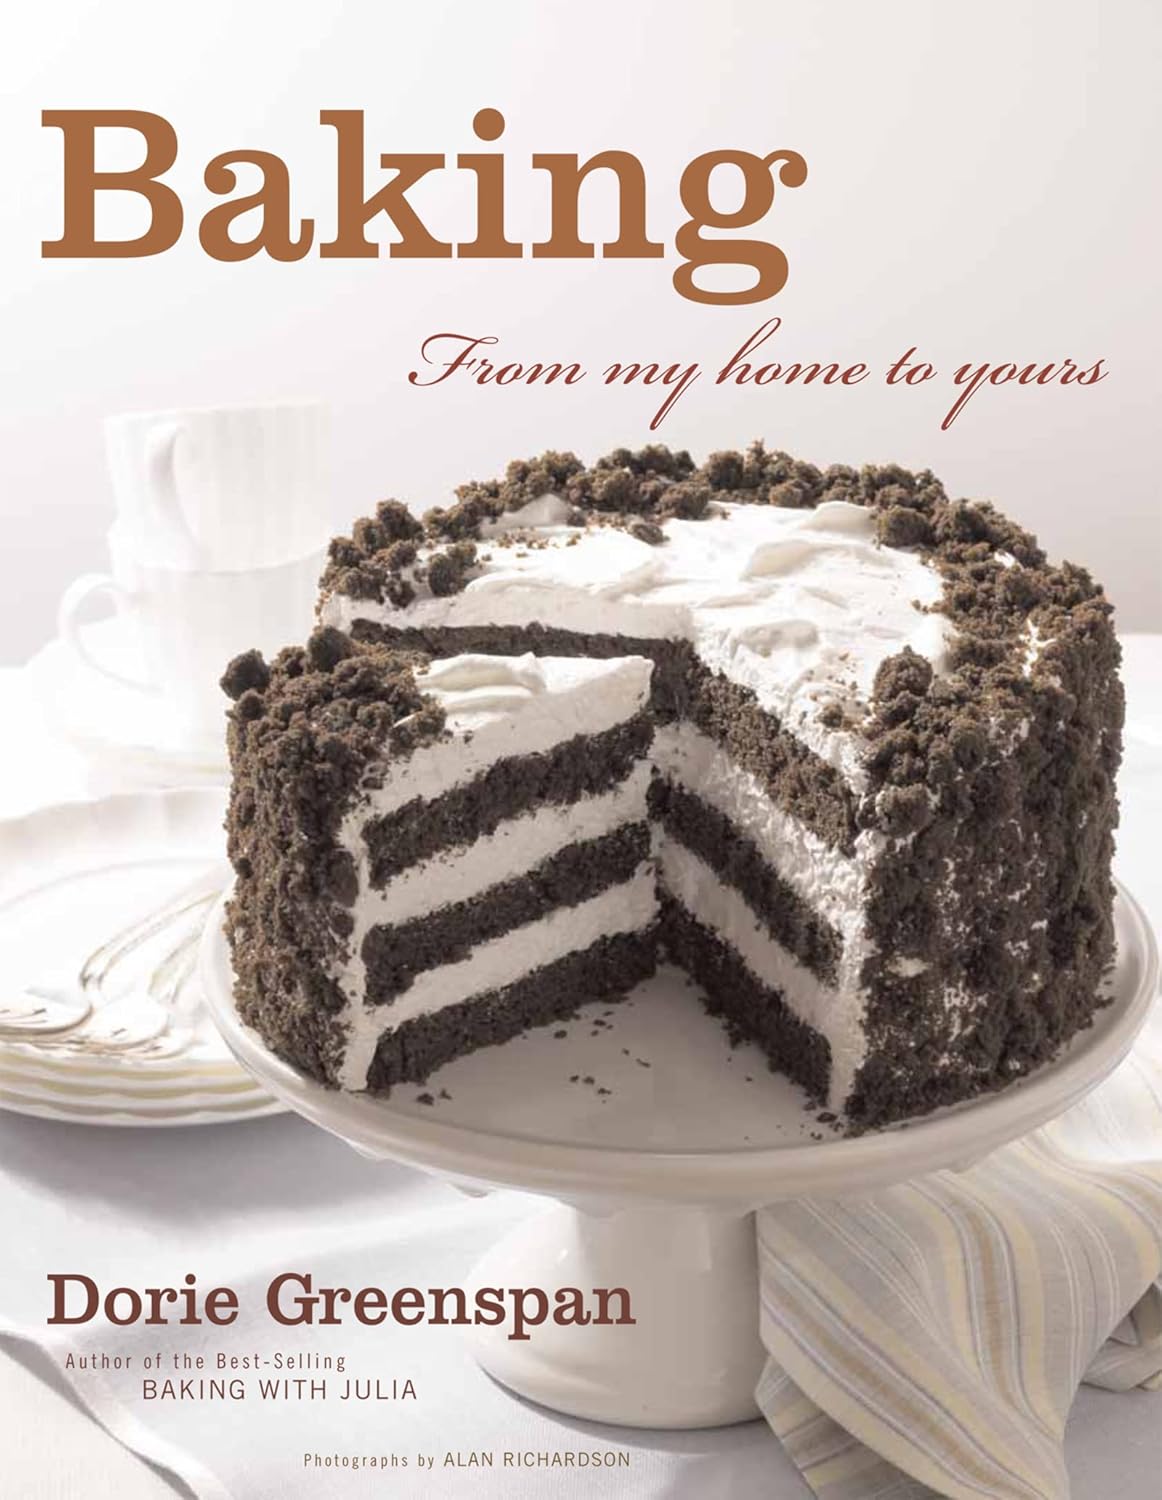 Baking
From my home to yours
Dorie Greenspan
Author of the Best-Selling
BAKING WITH JULIA
Photographs by ALAN RICHARDSON